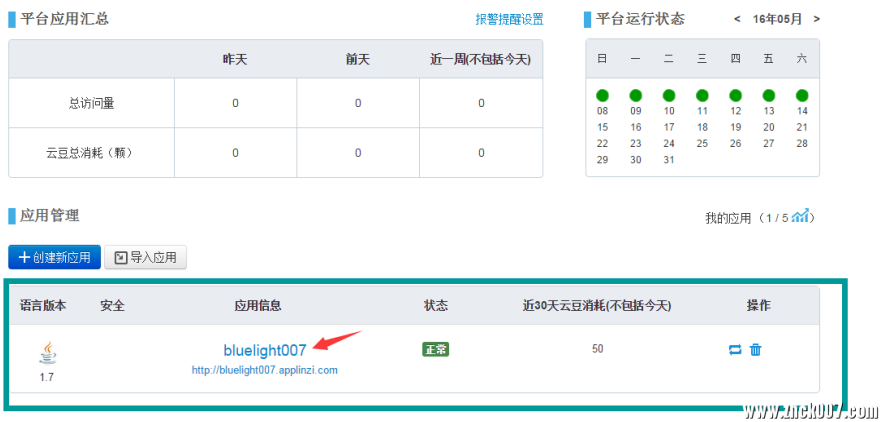 平台应用汇总 报警提醒设置
昨天 前天 近一周(不包括今天)
总访问量 0 0 0
云豆总消耗(颗) 0 0 0
平台运行状态 < 16年05月 >
日 一 二 三 四 五 六
08 09 10 11 12 13 14
15 16 17 18 19 20 21
22 23 24 25 26 27 28
29 30 31
应用管理 我的应用(1 / 5)
创建新应用 导入应用
语言版本 安全 应用信息 状态 近30天云豆消耗(不包括今天) 操作
bluelight007 正常 50
http://bluelight007.applinzi.com
1.7
www.znck007.com